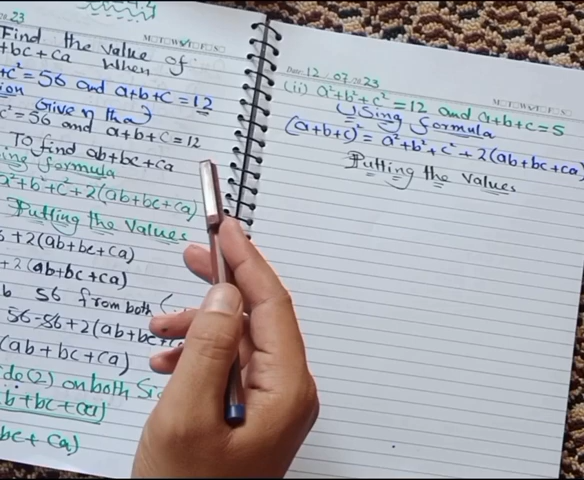 23
Find the value of
+bc+ca when
+c²=56 and a+b+c=12
ion Given that
c²=56 and a+b+c=12
To find ab+bc+ca
ing formula
a²+b²+c²+2(ab+bc+ca)
Putting the values
+2(ab+bc+ca)
+2(ab+bc+ca)
b 56 from both
56-56+2(ab+bc+c
(ab+bc+ca)
ide(2) on both Si
b+bc+ca)
bc+ca)
12/07/23
(ii) a²+b²+c²=12 and a+b+c=5
Using formula
(a+b+c)²=a²+b²+c²+2(ab+bc+ca)
Putting the values